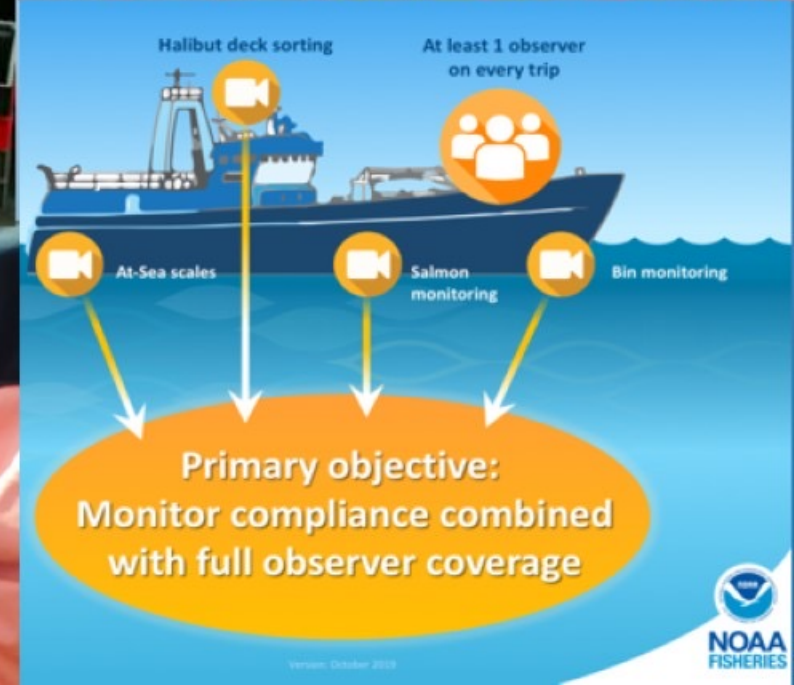 Halibut deck sorting
At least 1 observer
on every trip
At-Sea scales
Salmon
monitoring
Bin monitoring
Primary objective:
Monitor compliance combined
with full observer coverage
Version: October 2019
NOAA
FISHERIES